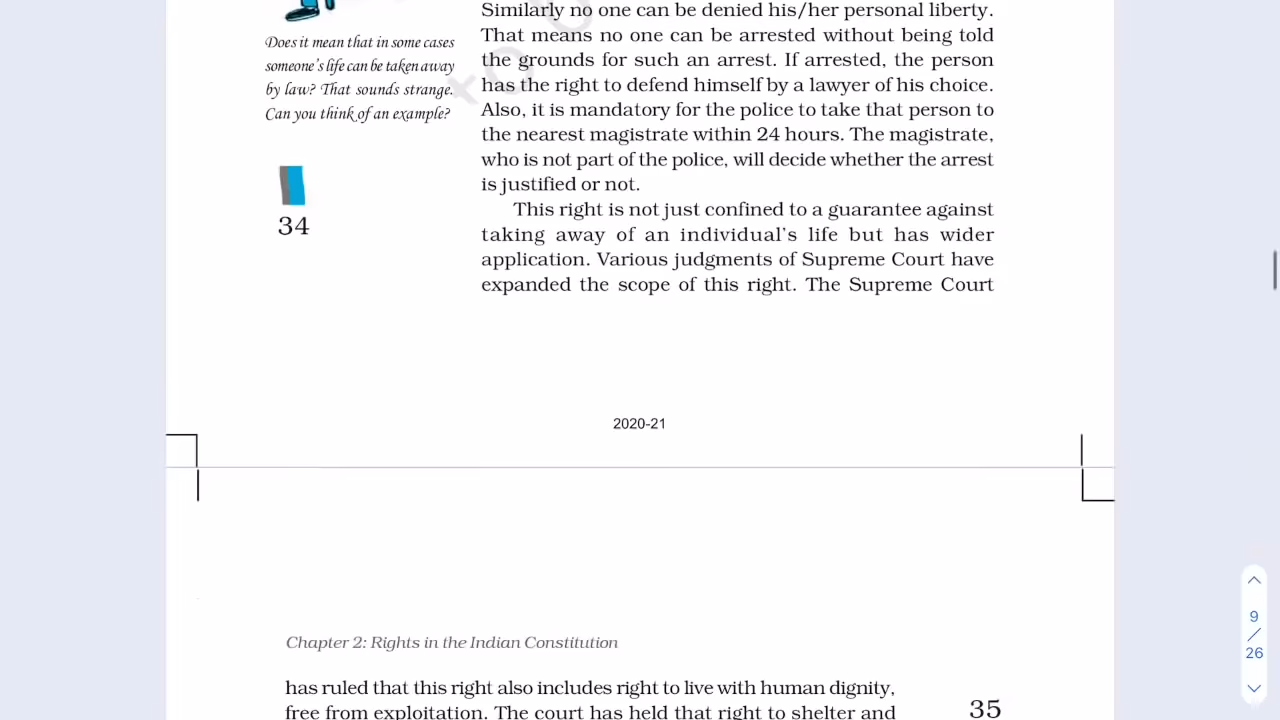 Similarly no one can be denied his/her personal liberty.
That means no one can be arrested without being told
the grounds for such an arrest. If arrested, the person
has the right to defend himself by a lawyer of his choice.
Also, it is mandatory for the police to take that person to
the nearest magistrate within 24 hours. The magistrate,
who is not part of the police, will decide whether the arrest
is justified or not.
This right is not just confined to a guarantee against
taking away of an individual's life but has wider
application. Various judgments of Supreme Court have
expanded the scope of this right. The Supreme Court
Does it mean that in some cases
someone's life can be taken away
by law? That sounds strange.
Can you think of an example?
34
to
2020-21
Chapter 2: Rights in the Indian Constitution
has ruled that this right also includes right to live with human dignity,
free from exploitation. The court has held that right to shelter and
35
9
/
26